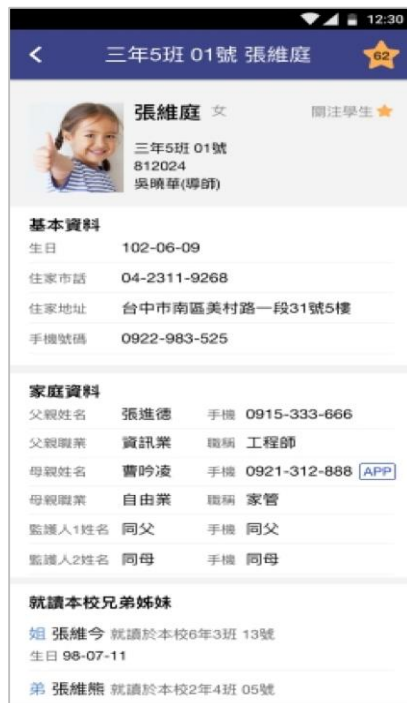 12:30
三年5班 01號 張維庭 62
張維庭 女 關注學生
三年5班 01號
812024
吳曉華(導師)
基本資料
生日 102-06-09
住家市話 04-2311-9268
住家地址 台中市南區美村路一段31號5樓
手機號碼 0922-983-525
家庭資料
父親姓名 張進德 手機 0915-333-666
父親職業 資訊業 職稱 工程師
母親姓名 曹吟凌 手機 0921-312-888 APP
母親職業 自由業 職稱 家管
監護人1姓名 同父 手機 同父
監護人2姓名 同母 手機 同母
就讀本校兄弟姊妹
姐 張維今 就讀於本校6年3班 13號
生日 98-07-11
弟 張維熊 就讀於本校2年4班 05號